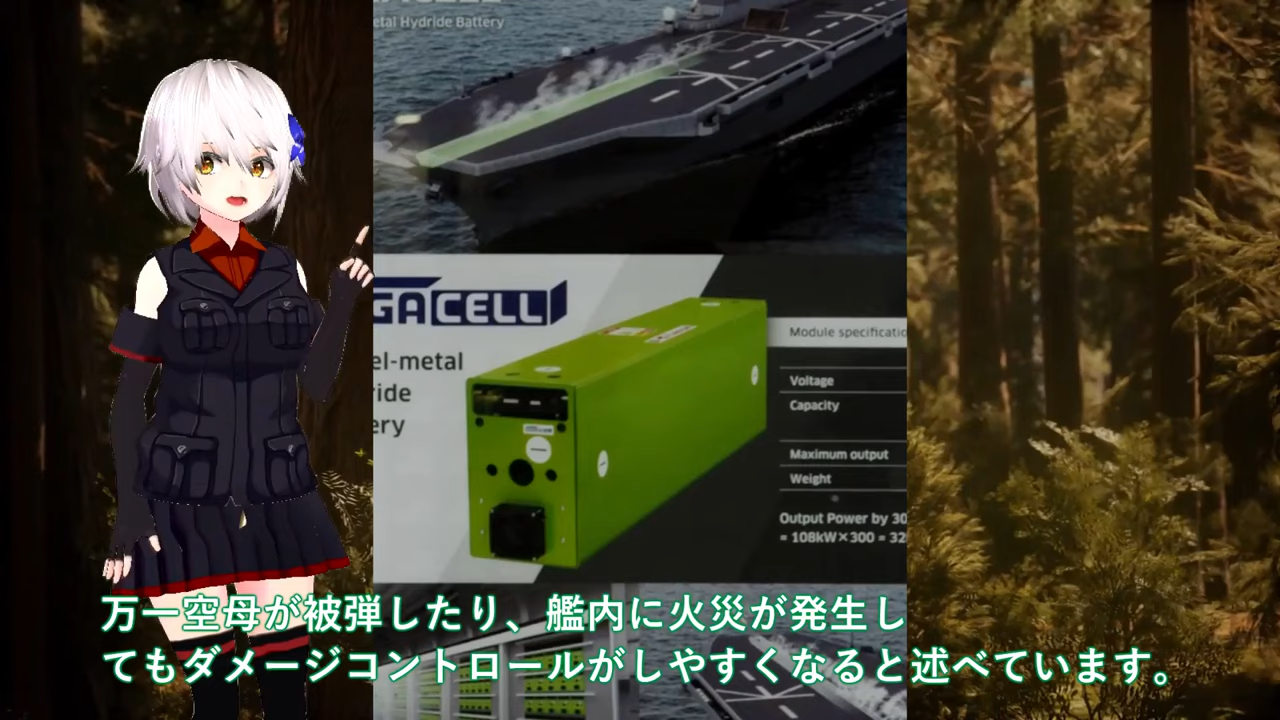 etal Hydride Battery
GACELL
el-metal
ride
ery
Module specificatio
Voltage
Capacity
Maximum output
Weight
Output Power by 30
= 108kW×300 = 32
万一空母が被弾したり、艦内に火災が発生し
てもダメージコントロールがしやすくなると述べています。